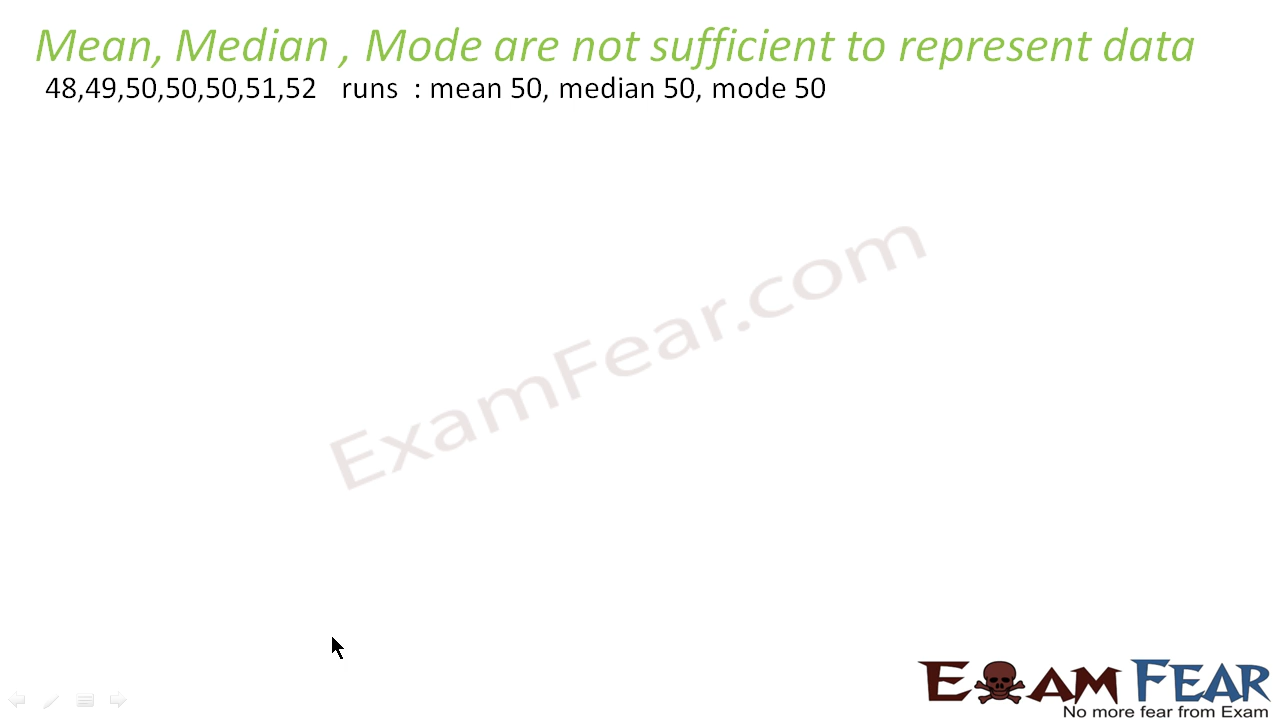 Mean, Median , Mode are not sufficient to represent data
48,49,50,50,50,51,52 runs : mean 50, median 50, mode 50
ExamFear.com
EXAM FEAR
No more fear from Exam